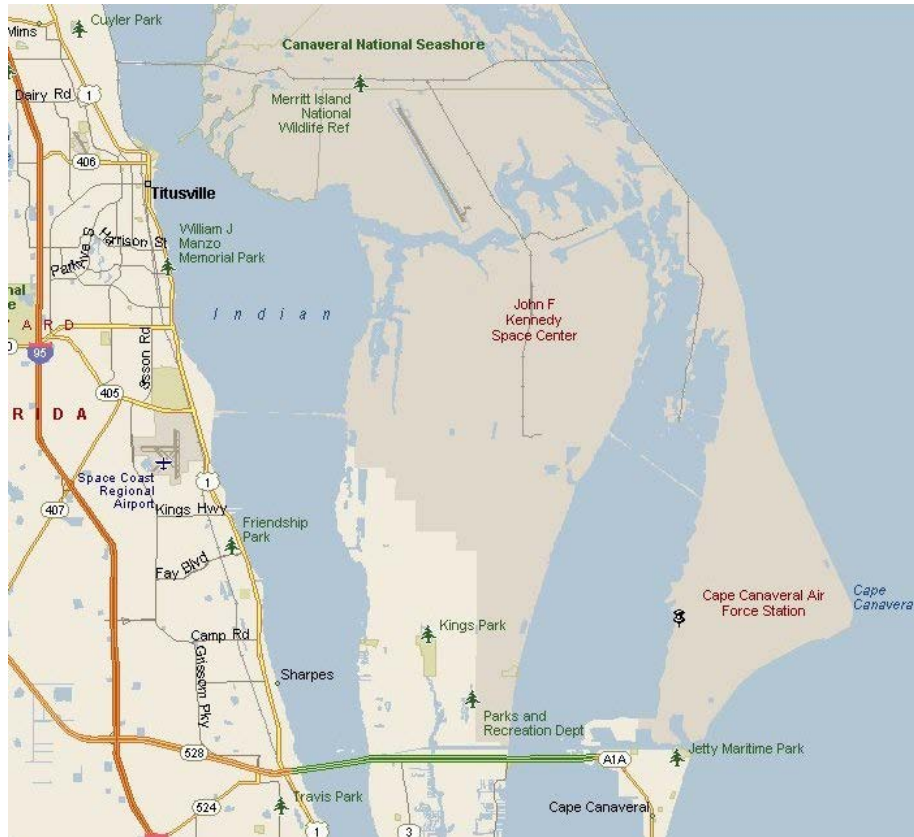 Cuyler Park
Mims
Canaveral National Seashore
Dairy Rd
1
Merritt Island
National
Wildlife Ref
406
Titusville
William J
Manzo
Memorial Park
Harrison St
Park Ave S
Indian
John F
Kennedy
Space Center
ARD
95
405
RIDA
Space Coast
Regional
Airport
1
407
Kings Hwy
Friendship
Park
Fay Blvd
Cape Canaveral Air
Force Station
Cape
Canavera
Camp Rd
Kings Park
Grissom Pky
Sharpes
Parks and
Recreation Dept
528
A1A
Jetty Maritime Park
524
Travis Park
Cape Canaveral
1
3